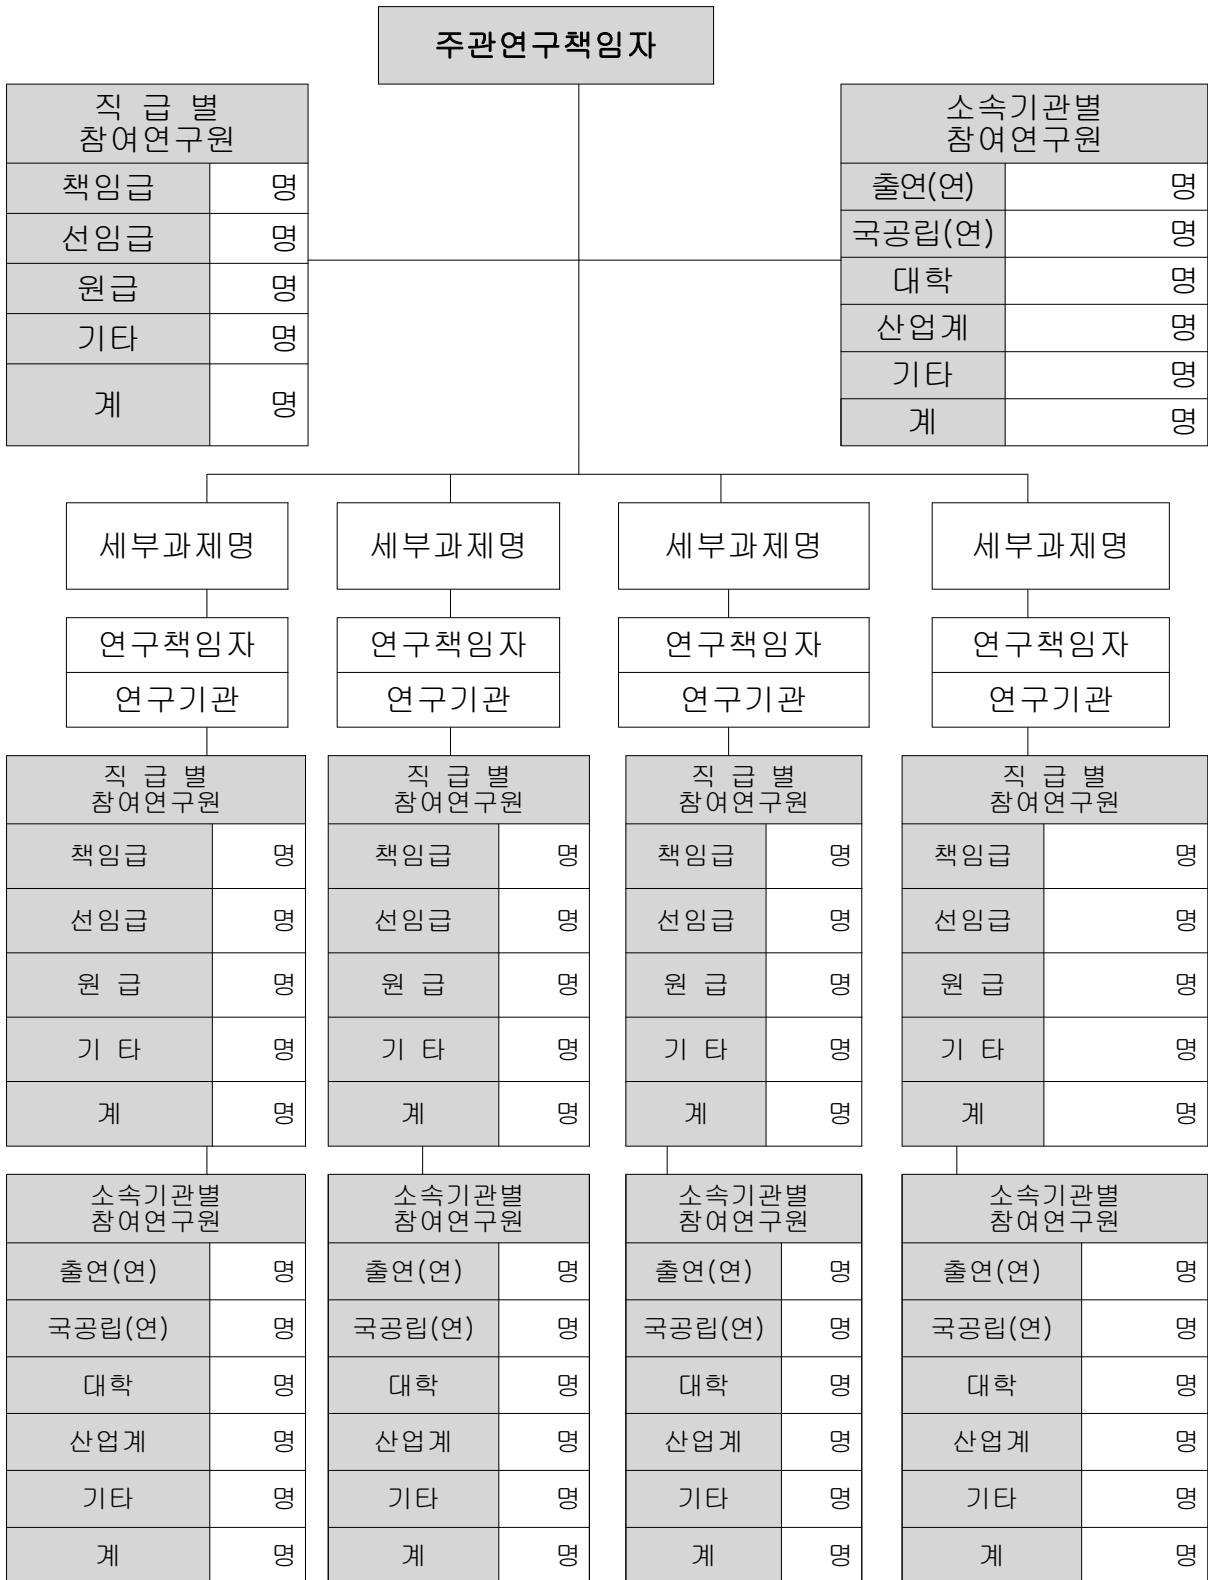 주관연구책임자
직 급 별
참여연구원
책임급 명
선임급 명
원급 명
기타 명
계 명
소속기관별
참여연구원
출연(연) 명
국공립(연) 명
대학 명
산업계 명
기타 명
계 명
세부과제명 세부과제명 세부과제명 세부과제명
연구책임자 연구책임자 연구책임자 연구책임자
연구기관 연구기관 연구기관 연구기관
직 급 별 직 급 별 직 급 별 직 급 별
참여연구원 참여연구원 참여연구원 참여연구원
책임급 명 책임급 명 책임급 명 책임급 명
선임급 명 선임급 명 선임급 명 선임급 명
원 급 명 원 급 명 원 급 명 원 급 명
기 타 명 기 타 명 기 타 명 기 타 명
계 명 계 명 계 명 계 명
소속기관별 소속기관별 소속기관별 소속기관별
참여연구원 참여연구원 참여연구원 참여연구원
출연(연) 명 출연(연) 명 출연(연) 명 출연(연) 명
국공립(연) 명 국공립(연) 명 국공립(연) 명 국공립(연) 명
대학 명 대학 명 대학 명 대학 명
산업계 명 산업계 명 산업계 명 산업계 명
기타 명 기타 명 기타 명 기타 명
계 명 계 명 계 명 계 명